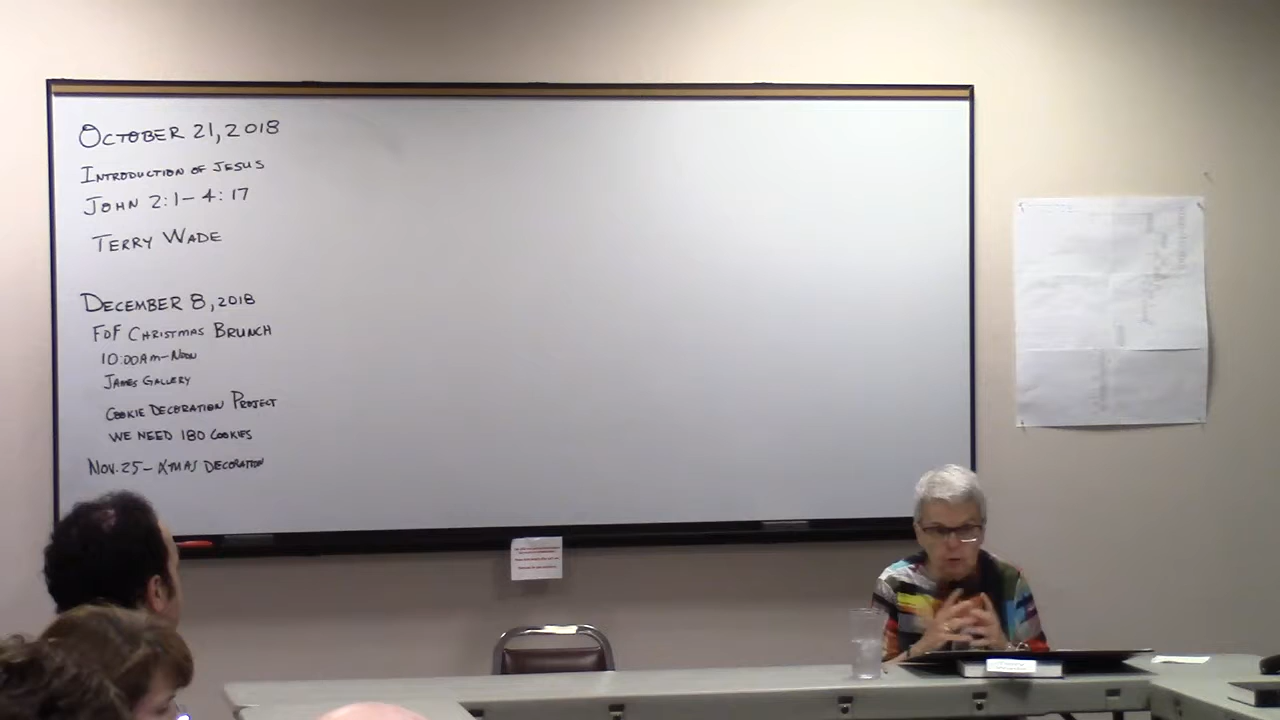 OCTOBER 21, 2018
INTRODUCTION OF JESUS
JOHN 2:1-4:17
TERRY WADE
DECEMBER 8, 2018
FOF CHRISTMAS BRUNCH
10:00AM-NOON
JAMES GALLERY
COOKIE DECORATION PROJECT
WE NEED 180 COOKIES
NOV. 25- XMAS DECORATION